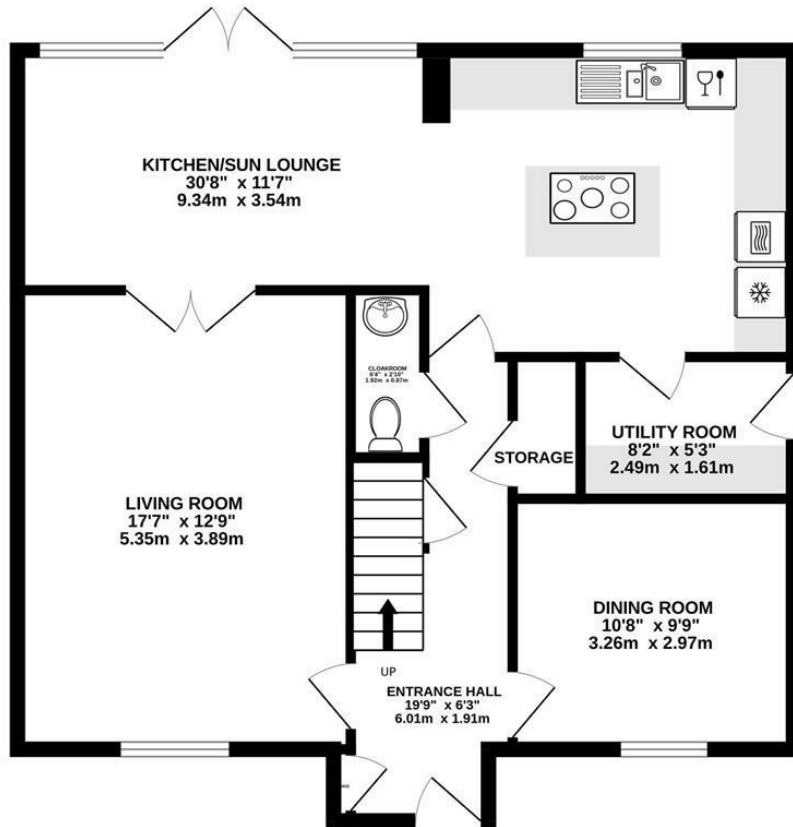 KITCHEN/SUN LOUNGE
30'8" x 11'7"
9.34m x 3.54m
CLOAKROOM
6'4" x 2'10"
1.92m x 0.87m
STORAGE
UTILITY ROOM
8'2" x 5'3"
2.49m x 1.61m
LIVING ROOM
17'7" x 12'9"
5.35m x 3.89m
DINING ROOM
10'8" x 9'9"
3.26m x 2.97m
UP
ENTRANCE HALL
19'9" x 6'3"
6.01m x 1.91m